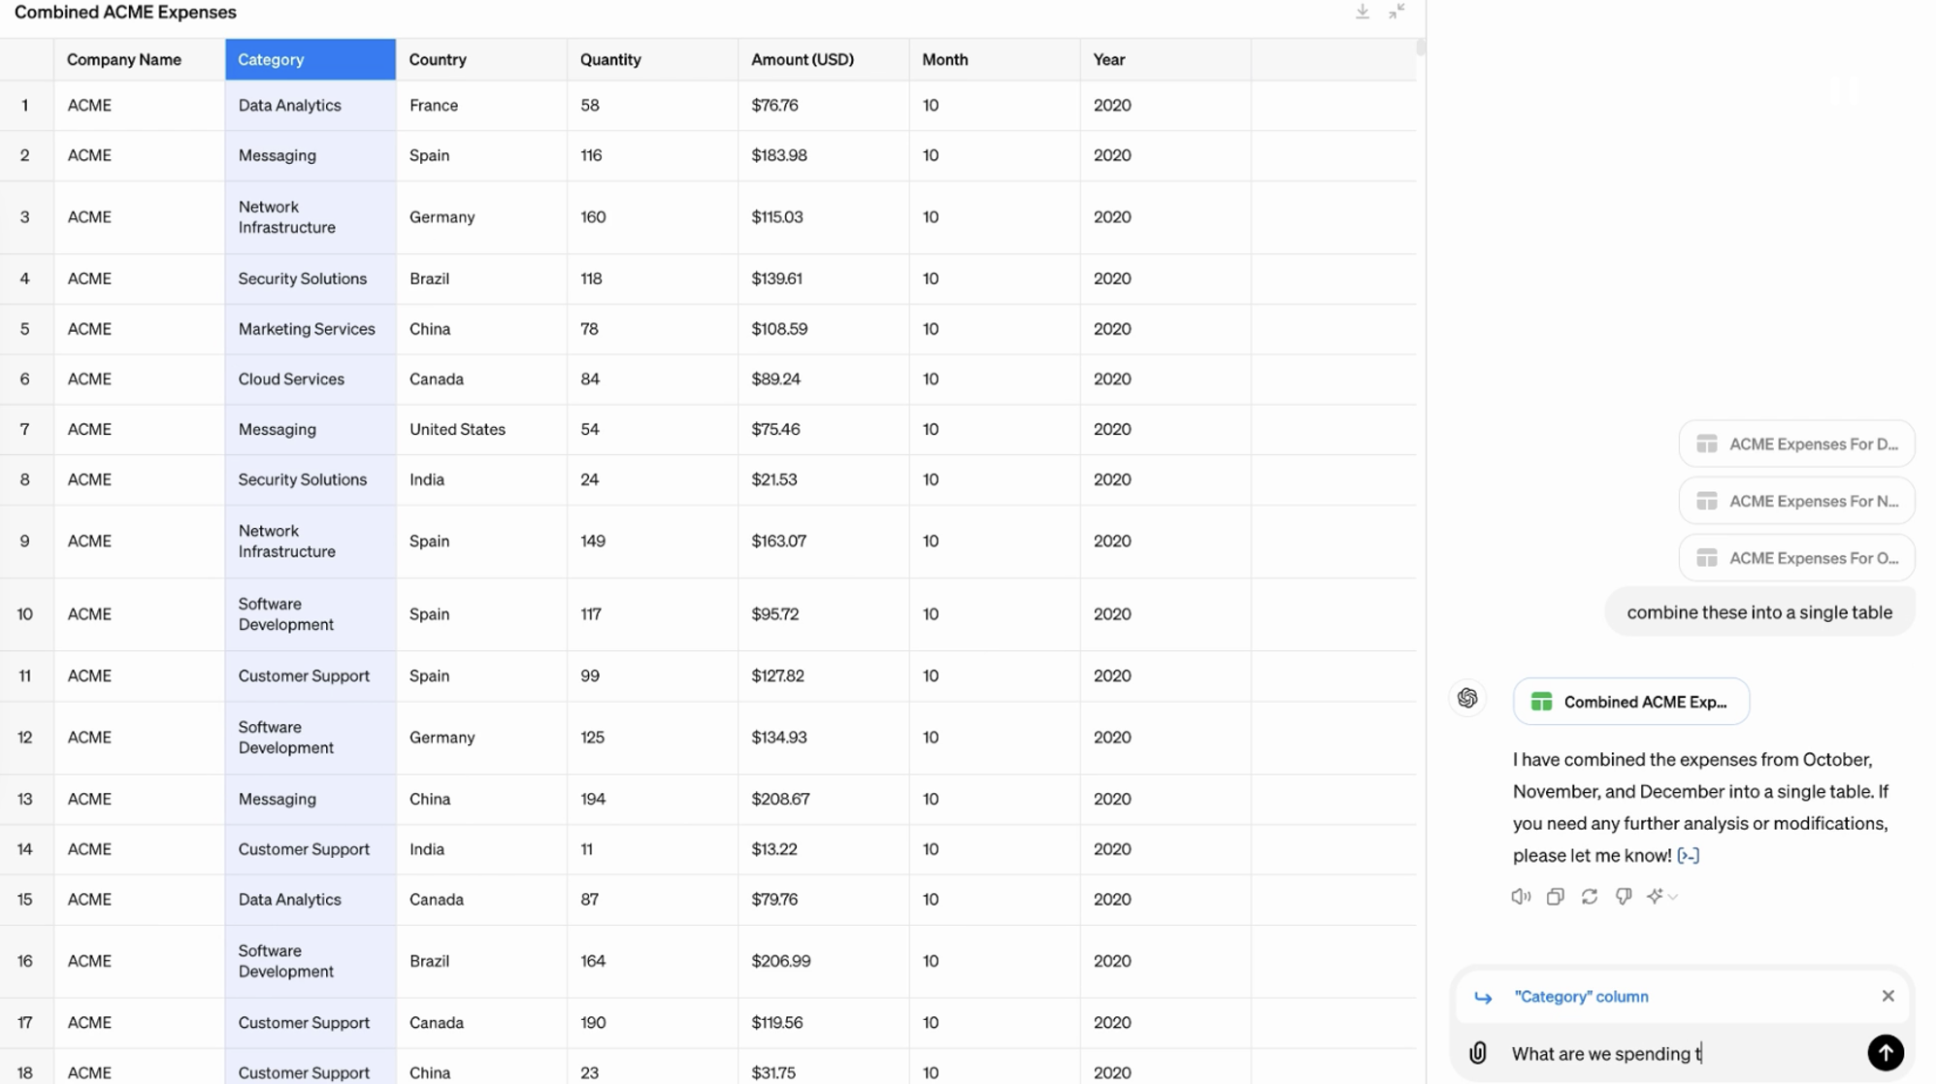 Combined ACME Expenses
Company Name Category Country Quantity Amount (USD) Month Year
1 ACME Data Analytics France 58 $76.76 10 2020
2 ACME Messaging Spain 116 $183.98 10 2020
3 ACME Network Infrastructure Germany 160 $115.03 10 2020
4 ACME Security Solutions Brazil 118 $139.61 10 2020
5 ACME Marketing Services China 78 $108.59 10 2020
6 ACME Cloud Services Canada 84 $89.24 10 2020
7 ACME Messaging United States 54 $75.46 10 2020
8 ACME Security Solutions India 24 $21.53 10 2020
9 ACME Network Infrastructure Spain 149 $163.07 10 2020
10 ACME Software Development Spain 117 $95.72 10 2020
11 ACME Customer Support Spain 99 $127.82 10 2020
12 ACME Software Development Germany 125 $134.93 10 2020
13 ACME Messaging China 194 $208.67 10 2020
14 ACME Customer Support India 11 $13.22 10 2020
15 ACME Data Analytics Canada 87 $79.76 10 2020
16 ACME Software Development Brazil 164 $206.99 10 2020
17 ACME Customer Support Canada 190 $119.56 10 2020
18 ACME Customer Support China 23 $31.75 10 2020
ACME Expenses For D...
ACME Expenses For N...
ACME Expenses For O...
combine these into a single table
Combined ACME Exp...
I have combined the expenses from October,
November, and December into a single table. If
you need any further analysis or modifications,
please let me know! [>-]
"Category" column
What are we spending t